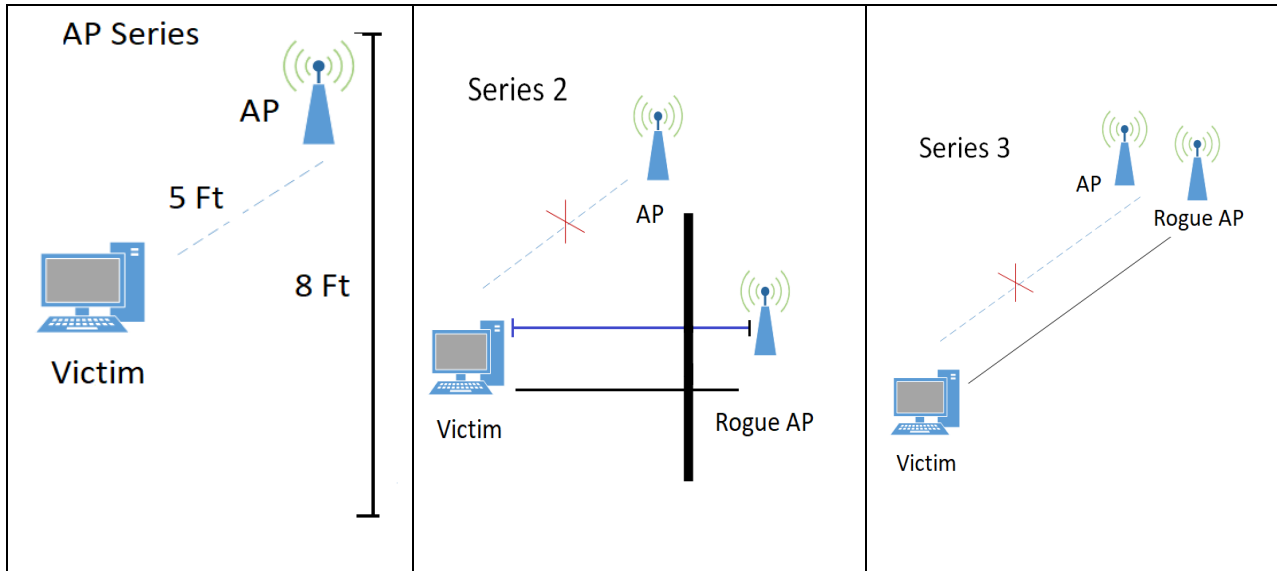 AP Series
AP
5 Ft
8 Ft
Victim
Series 2
AP
Victim
Rogue AP
Series 3
AP
Rogue AP
Victim